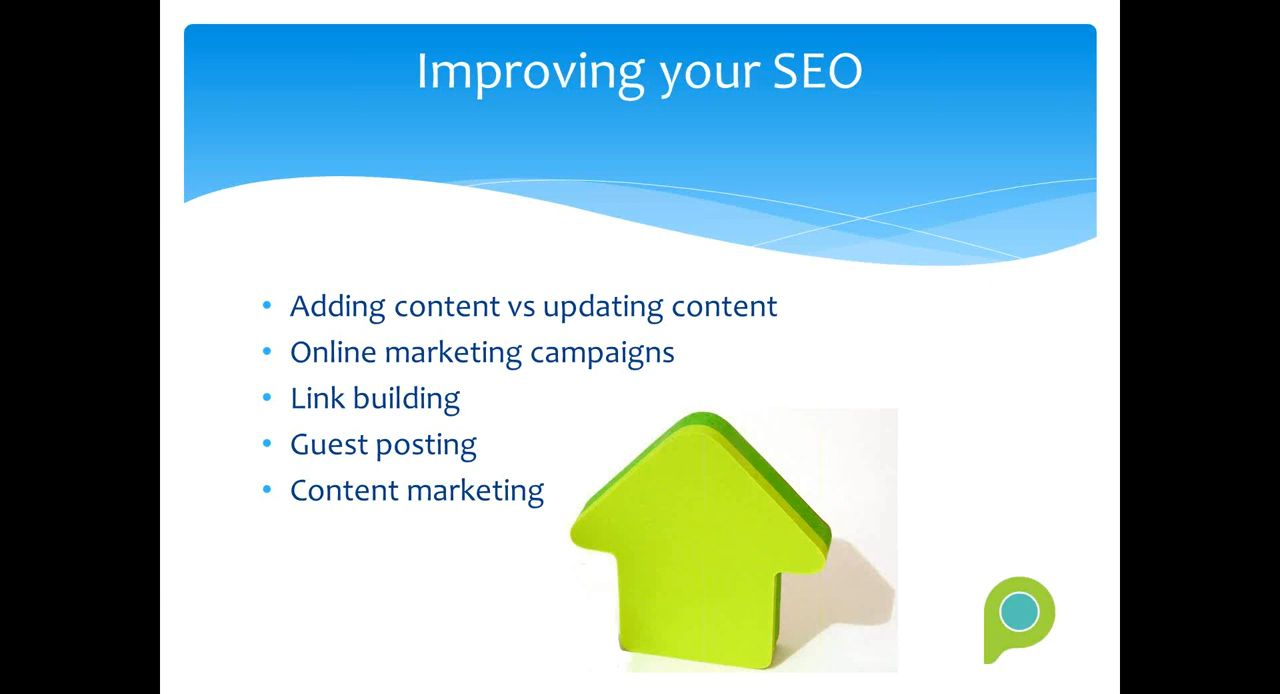 Improving your SEO
• Adding content vs updating content
• Online marketing campaigns
• Link building
• Guest posting
• Content marketing